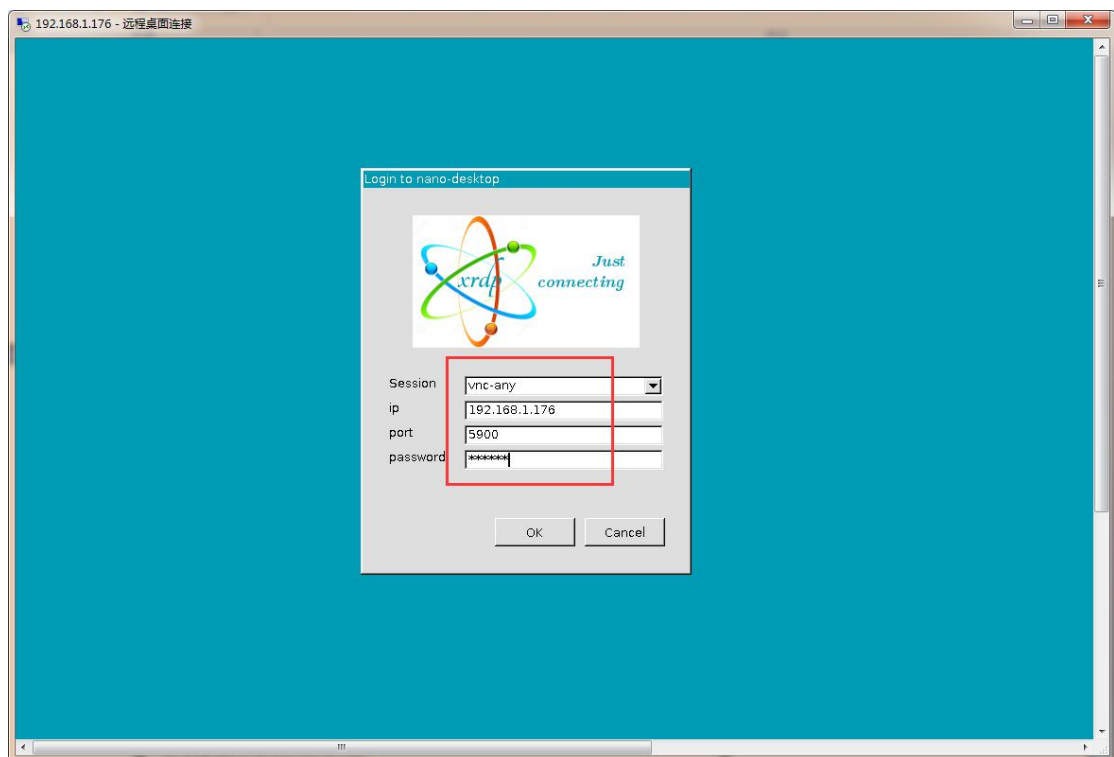 192.168.1.176 - 远程桌面连接
Login to nano-desktop
xrdp
Just
connecting
Session vnc-any
ip 192.168.1.176
port 5900
password ******
OK Cancel